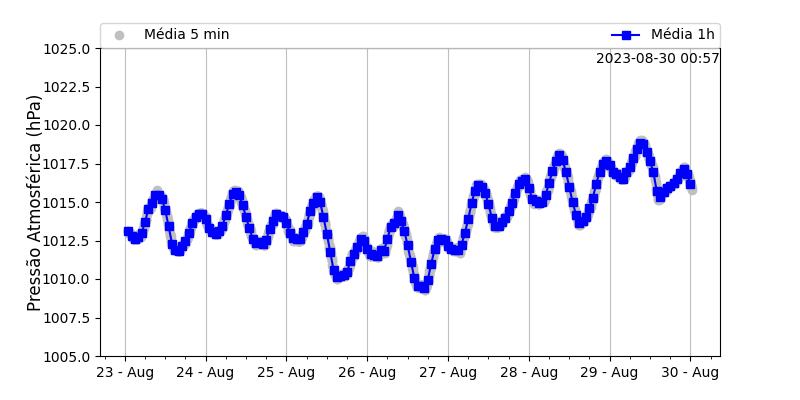 Média 5 min
Média 1h
2023-08-30 00:57
Pressão Atmosférica (hPa)
1025.0
1022.5
1020.0
1017.5
1015.0
1012.5
1010.0
1007.5
1005.0
23 - Aug
24 - Aug
25 - Aug
26 - Aug
27 - Aug
28 - Aug
29 - Aug
30 - Aug